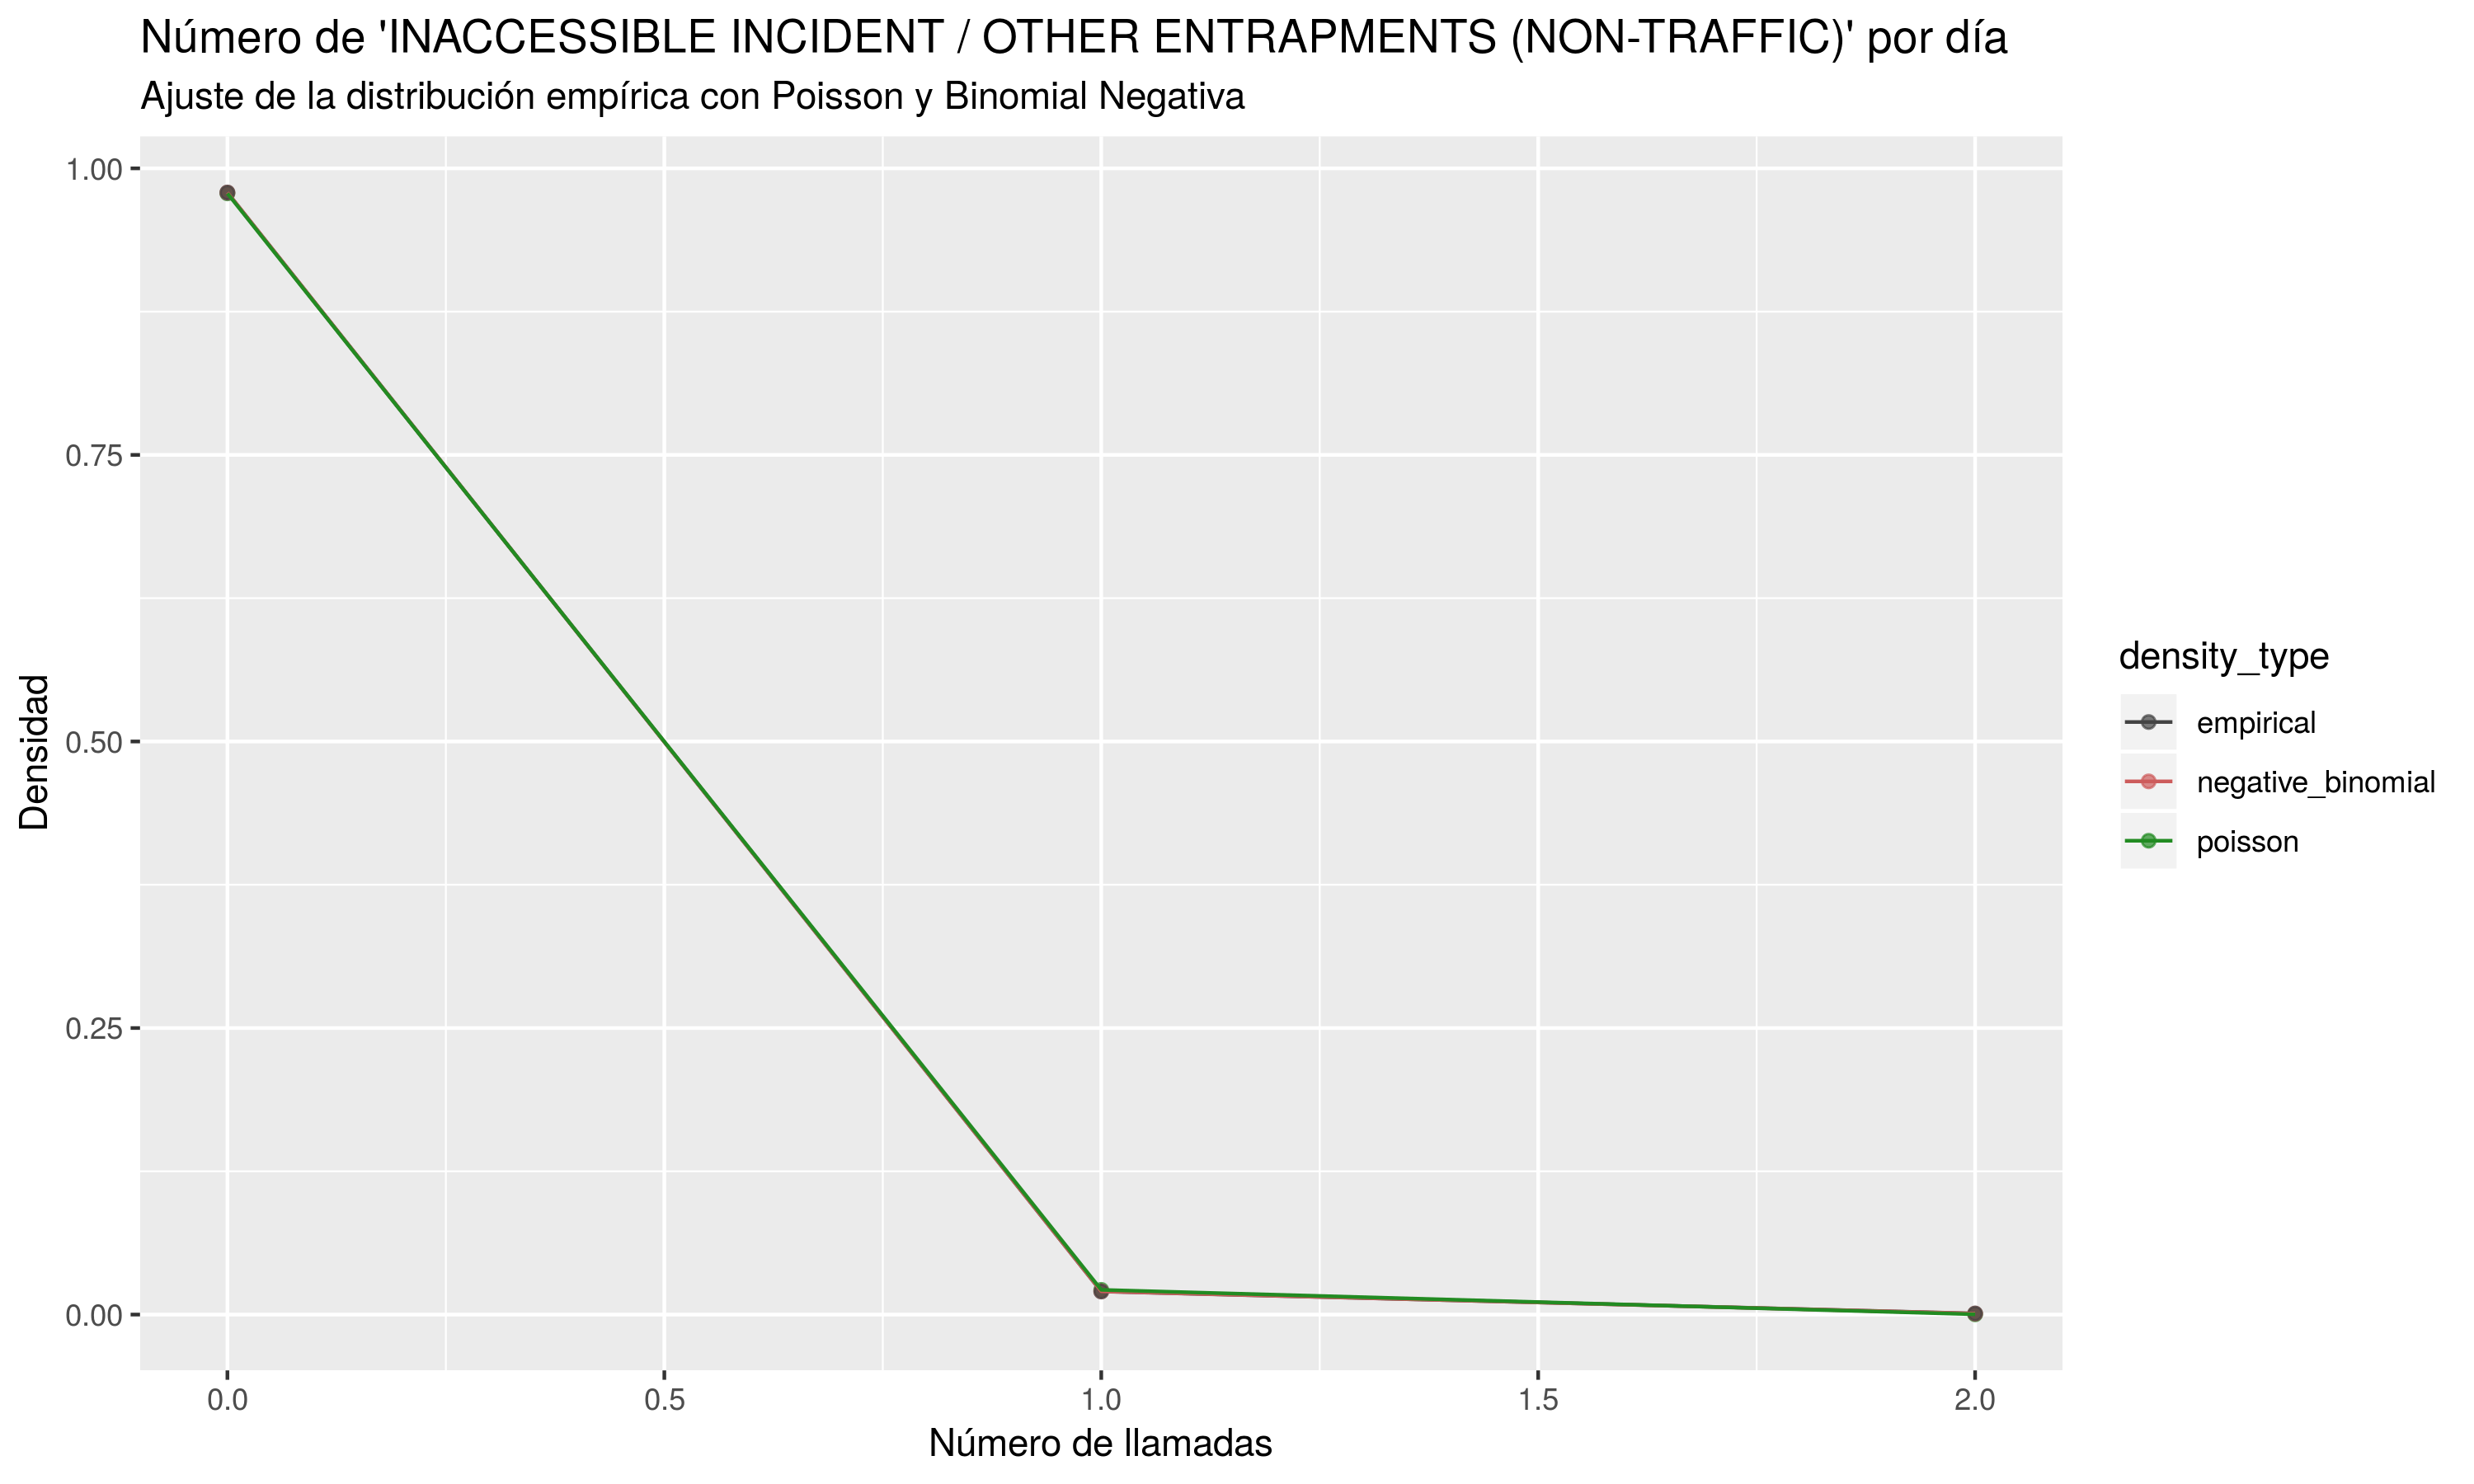 Número de 'INACCESSIBLE INCIDENT / OTHER ENTRAPMENTS (NON-TRAFFIC)' por día
Ajuste de la distribución empírica con Poisson y Binomial Negativa
1.00
0.75
0.50
0.25
0.00
Densidad
0.0
0.5
1.0
1.5
2.0
Número de llamadas
density_type
empirical
negative_binomial
poisson